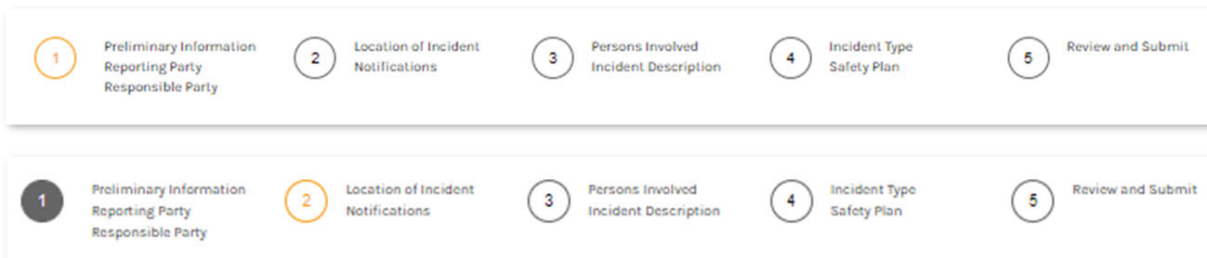 1
Preliminary Information
Reporting Party
Responsible Party
2
Location of Incident
Notifications
3
Persons Involved
Incident Description
4
Incident Type
Safety Plan
5
Review and Submit
1
Preliminary Information
Reporting Party
Responsible Party
2
Location of Incident
Notifications
3
Persons Involved
Incident Description
4
Incident Type
Safety Plan
5
Review and Submit